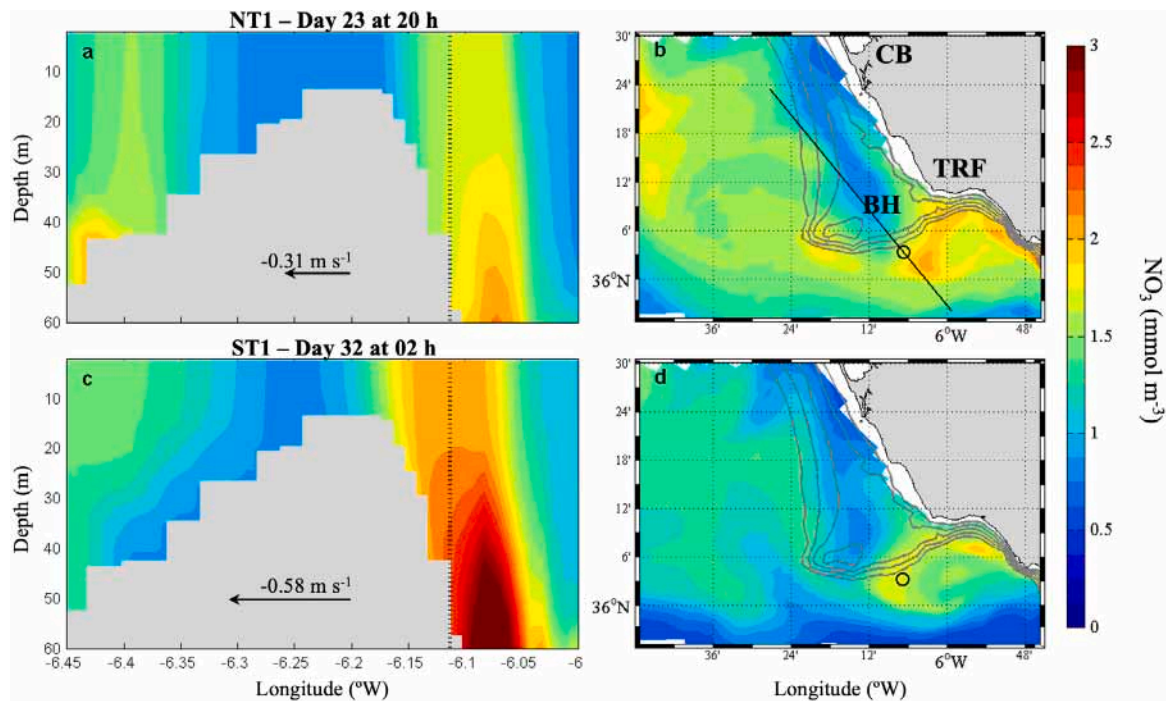 NT1 – Day 23 at 20 h
a
10
20
30
40
50
60
Depth (m)
-0.31 m s-1
b
CB
TRF
BH
30'
24'
18'
12'
6'
36°N
36'
24'
12'
6°W
48'
ST1 – Day 32 at 02 h
c
10
20
30
40
50
60
Depth (m)
-0.58 m s-1
-6.45
-6.4
-6.35
-6.3
-6.25
-6.2
-6.15
-6.1
-6.05
-6
Longitude (ºW)
d
30'
24'
18'
12'
6'
36°N
36'
24'
12'
6°W
48'
Longitude (ºW)
3
2.5
2
1.5
1
0.5
0
NO3 (mmol m-3)